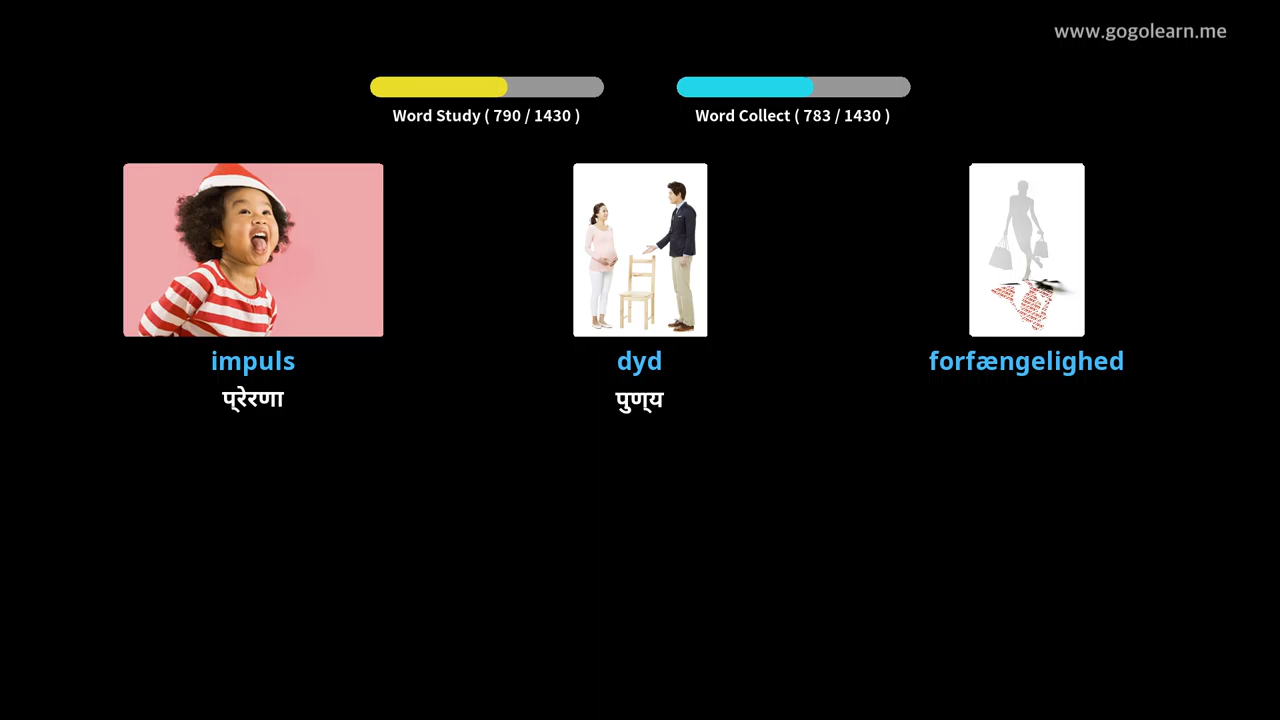 www.gogolearn.me
Word Study ( 790 / 1430 )
Word Collect ( 783 / 1430 )
impuls
dyd
forfængelighed
प्रेरणा
पुण्य